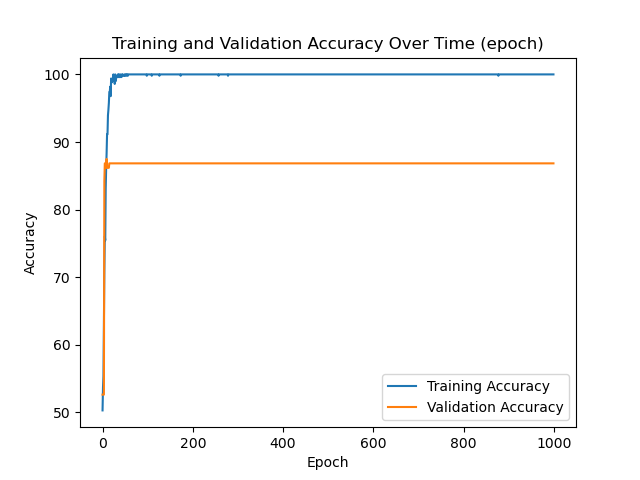 Training and Validation Accuracy Over Time (epoch)
100
90
80
70
60
50
Accuracy
0
200
400
600
800
1000
Epoch
Training Accuracy
Validation Accuracy